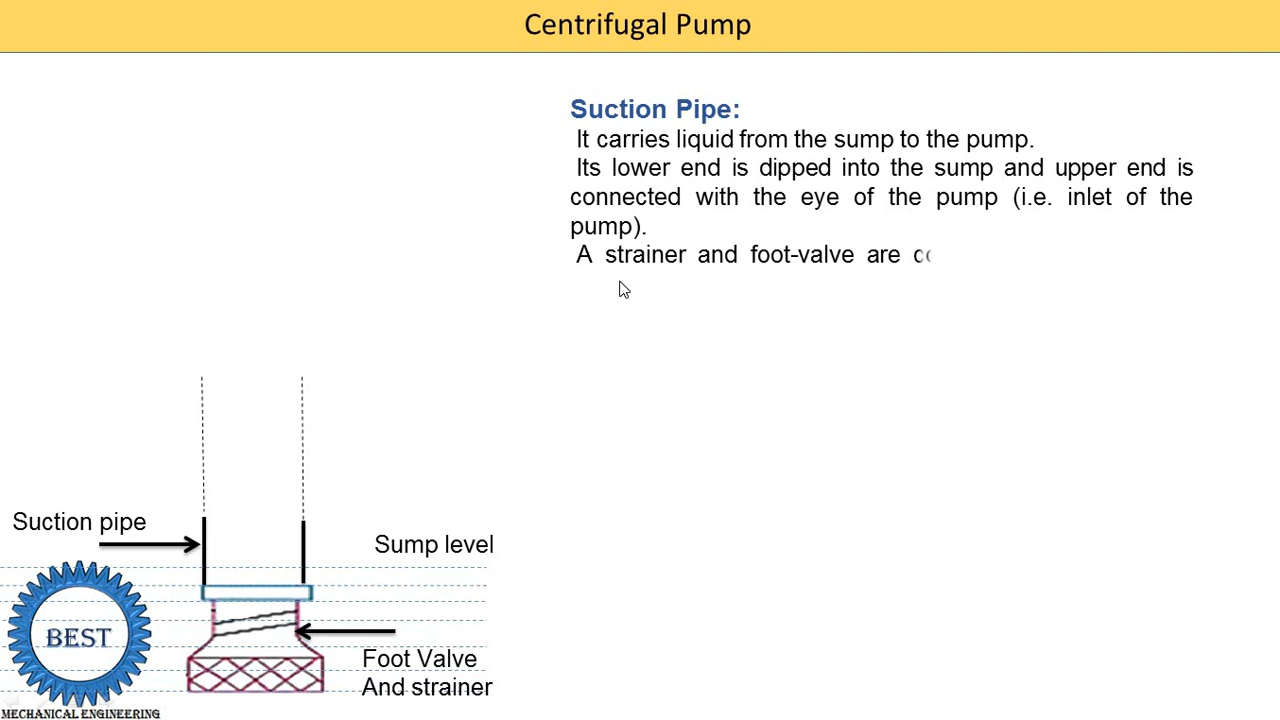 Centrifugal Pump
Suction Pipe:
It carries liquid from the sump to the pump.
Its lower end is dipped into the sump and upper end is
connected with the eye of the pump (i.e. inlet of the
pump).
A strainer and foot-valve are
Suction pipe
Sump level
BEST
Foot Valve
And strainer
MECHANICAL ENGINEERING